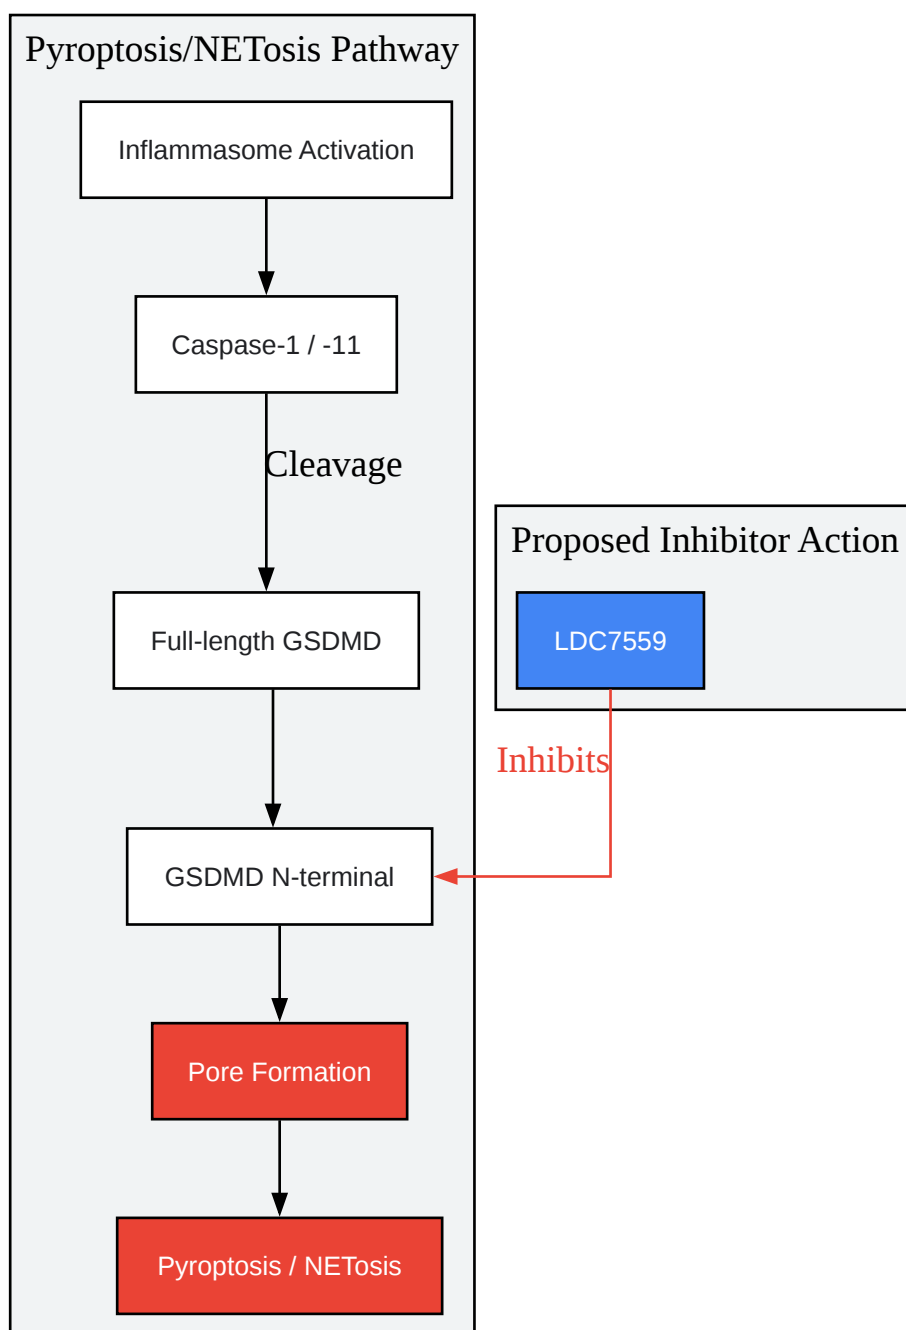 Pyroptosis/NETosis Pathway
Inflammasome Activation
Caspase-1 / -11
Cleavage
Proposed Inhibitor Action
Full-length GSDMD
LDC7559
Inhibits
GSDMD N-terminal
Pore Formation
Pyroptosis / NETosis